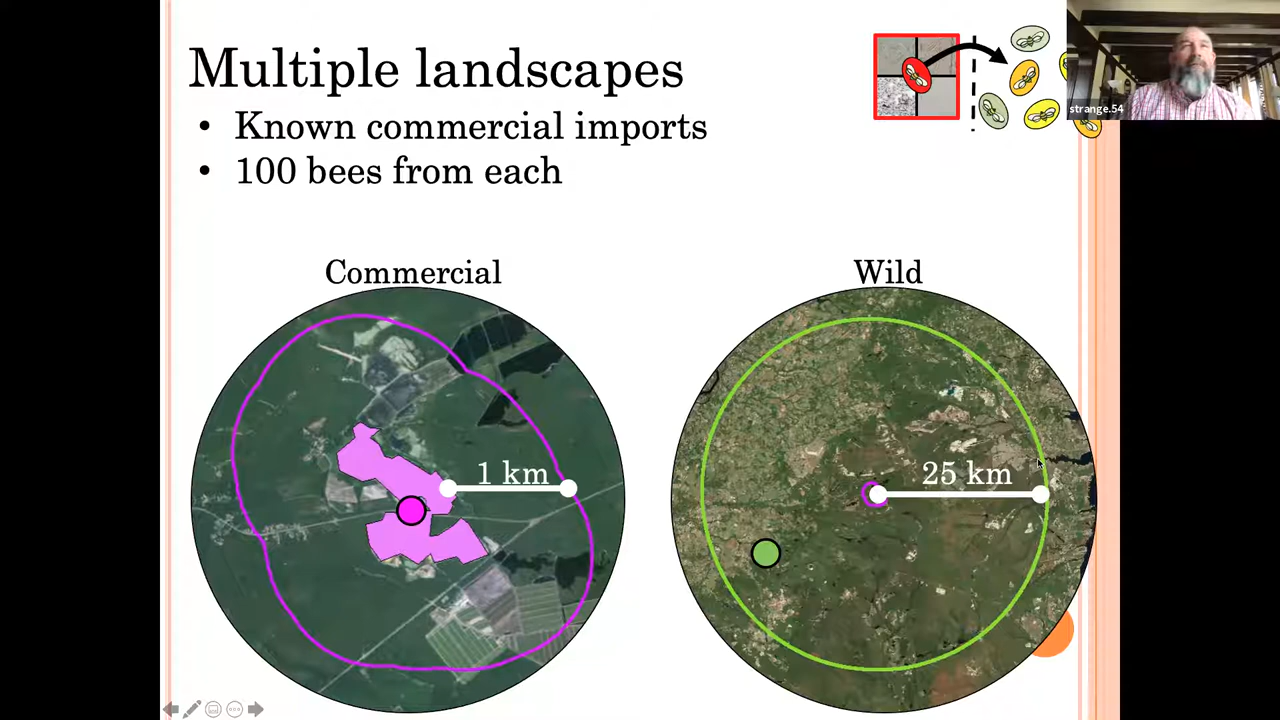 Multiple landscapes
• Known commercial imports
• 100 bees from each
strange.54
Commercial
Wild
1 km
25 km